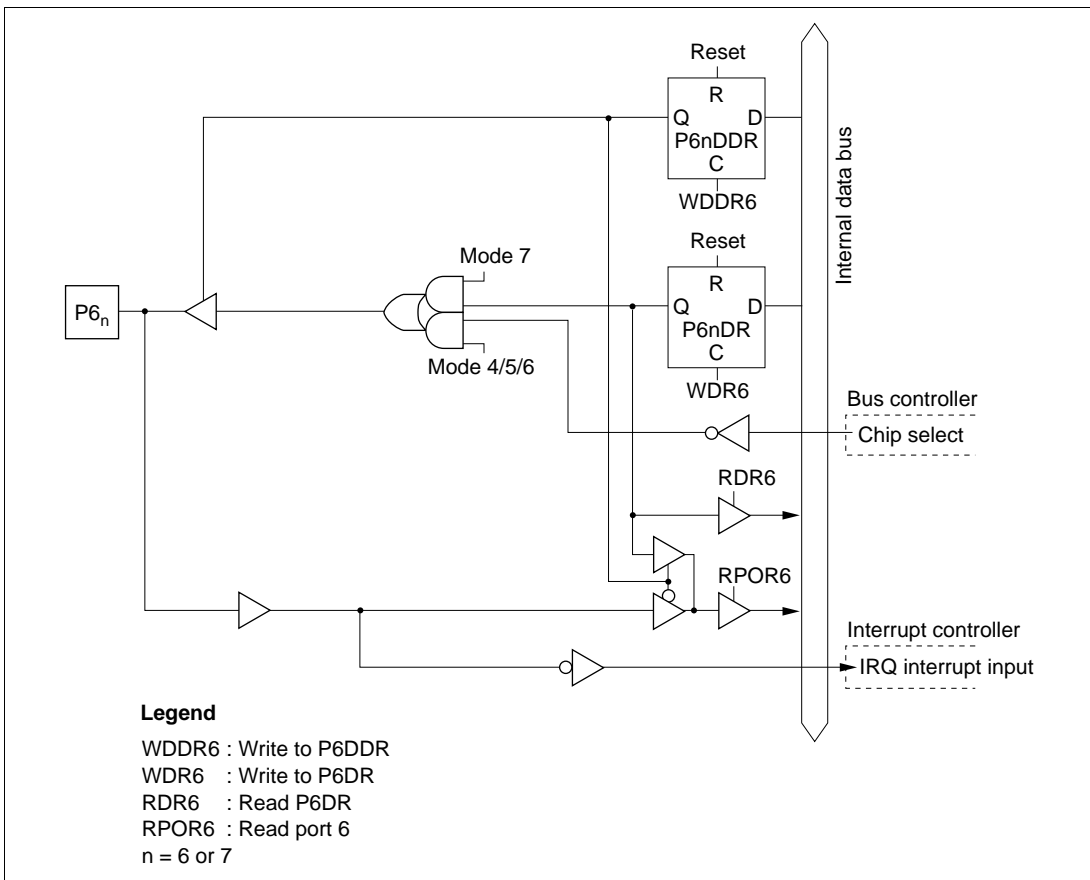 Reset
R
Q D
P6nDDR
C
WDDR6
Internal data bus
Reset
Mode 7
R
Q D
P6n
P6nDR
C
Mode 4/5/6
WDR6
Bus controller
Chip select
RDR6
RPOR6
Interrupt controller
IRQ interrupt input
Legend
WDDR6 : Write to P6DDR
WDR6 : Write to P6DR
RDR6 : Read P6DR
RPOR6 : Read port 6
n = 6 or 7